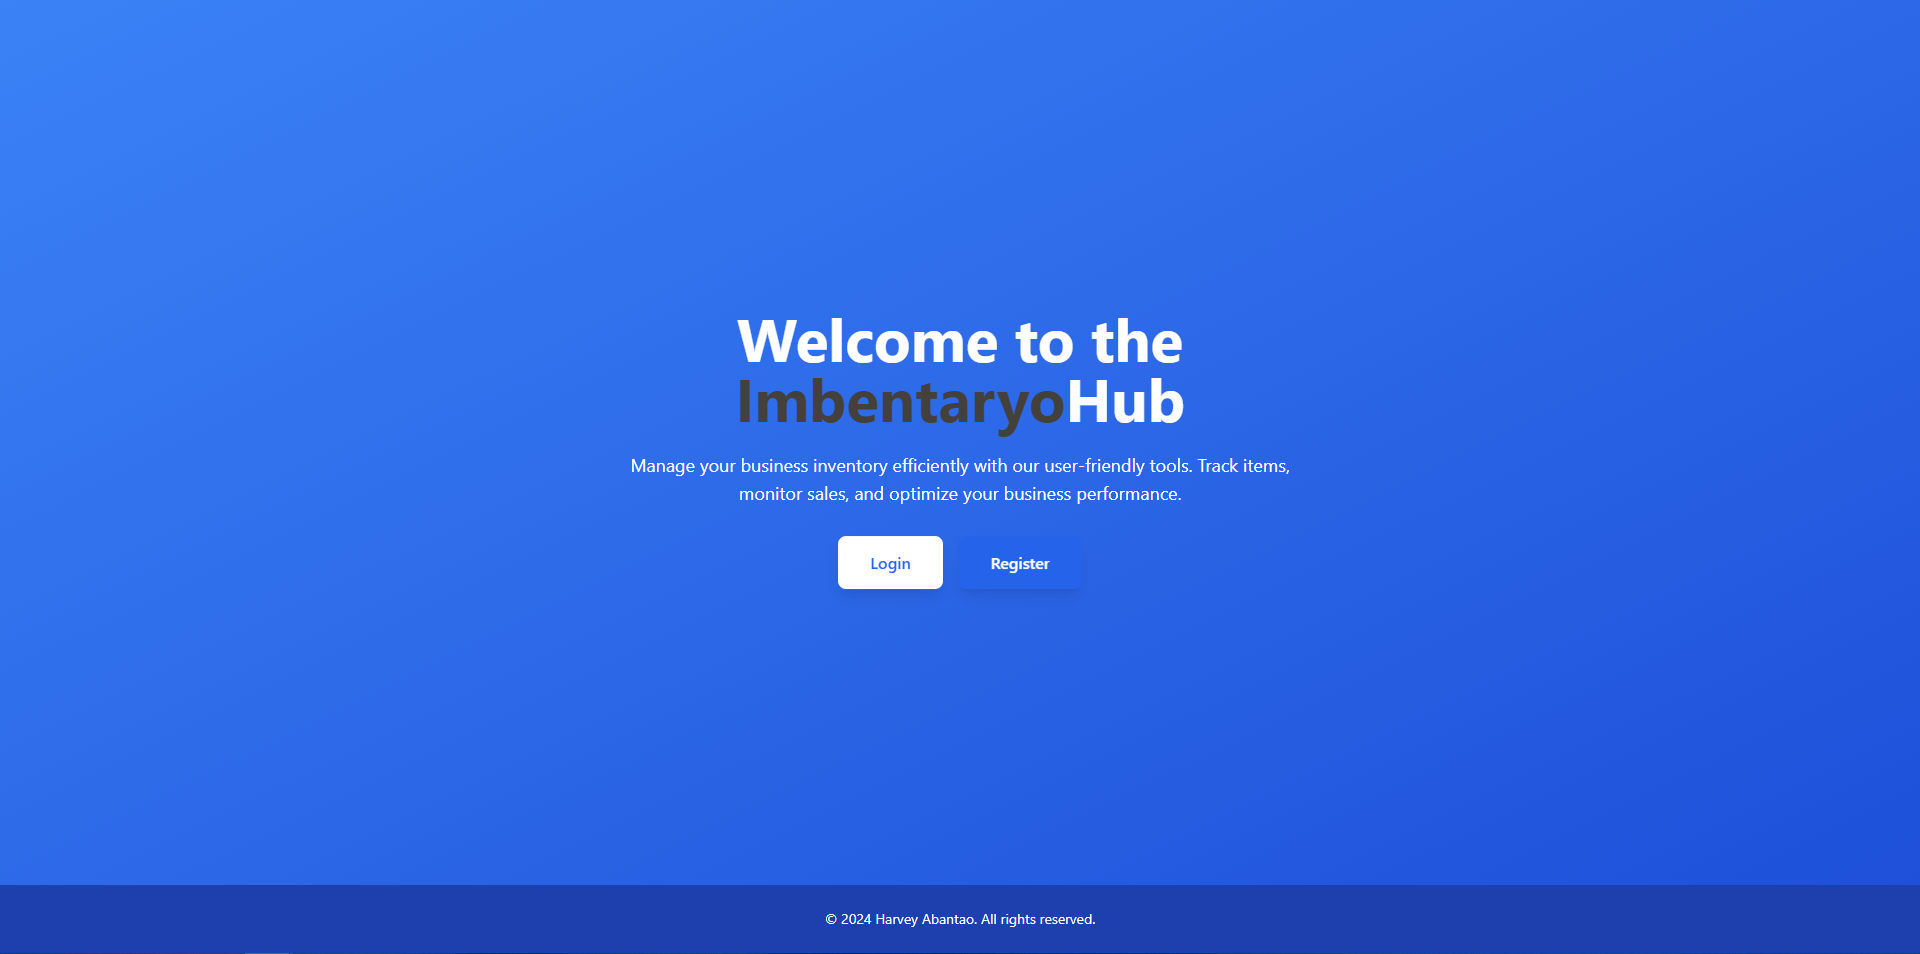 Welcome to the
ImbentaryoHub
Manage your business inventory efficiently with our user-friendly tools. Track items,
monitor sales, and optimize your business performance.
Login
Register
© 2024 Harvey Abantao. All rights reserved.